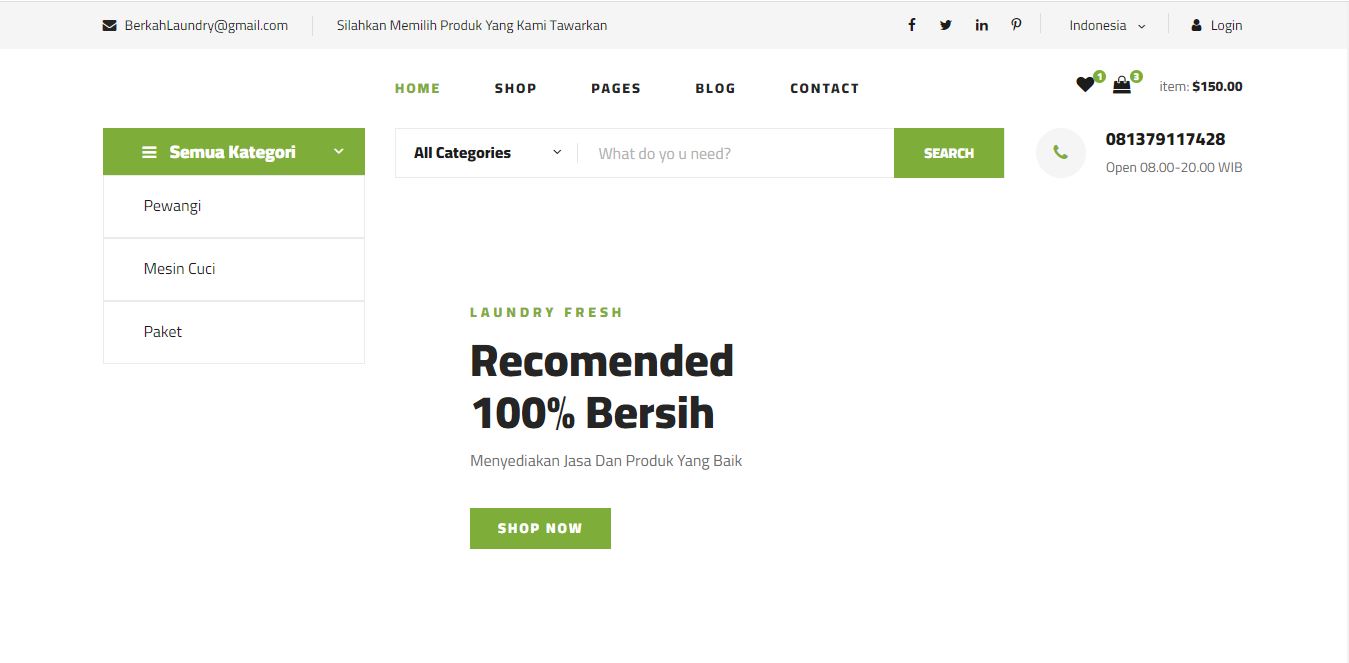 BerkahLaundry@gmail.com
Silahkan Memilih Produk Yang Kami Tawarkan
Indonesia
Login
HOME SHOP PAGES BLOG CONTACT
1
3
item: $150.00
Semua Kategori
All Categories
What do yo u need?
SEARCH
081379117428
Open 08.00-20.00 WIB
Pewangi
Mesin Cuci
Paket
LAUNDRY FRESH
Recomended
100% Bersih
Menyediakan Jasa Dan Produk Yang Baik
SHOP NOW